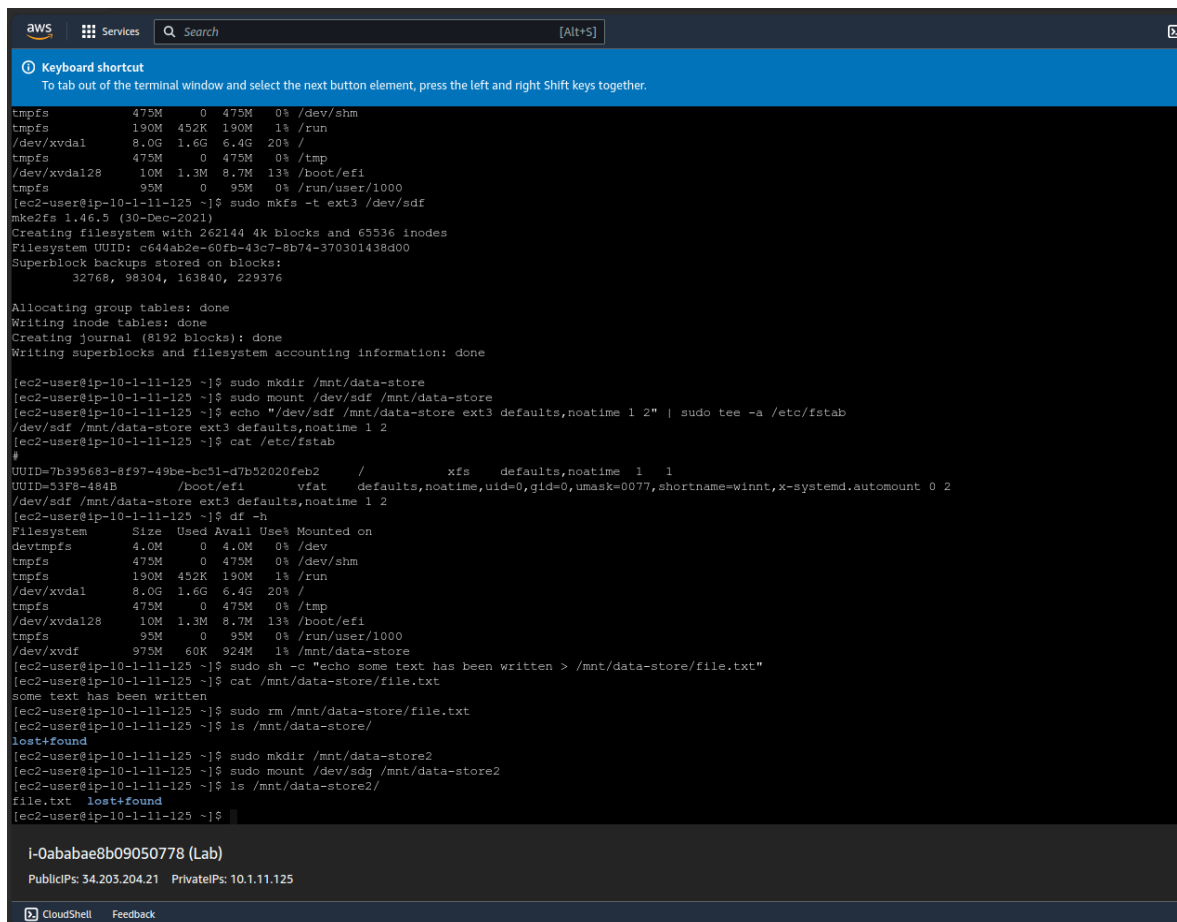 aws
Services
Search [Alt+S]
Keyboard shortcut
To tab out of the terminal window and select the next button element, press the left and right Shift keys together.
tmpfs 475M 0 475M 0% /dev/shm
tmpfs 190M 452K 190M 1% /run
/dev/xvda1 8.0G 1.6G 6.4G 20% /
tmpfs 475M 0 475M 0% /tmp
/dev/xvda128 10M 1.3M 8.7M 13% /boot/efi
tmpfs 95M 0 95M 0% /run/user/1000
[ec2-user@ip-10-1-11-125 ~]$ sudo mkfs -t ext3 /dev/sdf
mke2fs 1.46.5 (30-Dec-2021)
Creating filesystem with 262144 4k blocks and 65536 inodes
Filesystem UUID: c644ab2e-60fb-43c7-8b74-370301438d00
Superblock backups stored on blocks:
32768, 98304, 163840, 229376
Allocating group tables: done
Writing inode tables: done
Creating journal (8192 blocks): done
Writing superblocks and filesystem accounting information: done
[ec2-user@ip-10-1-11-125 ~]$ sudo mkdir /mnt/data-store
[ec2-user@ip-10-1-11-125 ~]$ sudo mount /dev/sdf /mnt/data-store
[ec2-user@ip-10-1-11-125 ~]$ echo "/dev/sdf /mnt/data-store ext3 defaults,noatime 1 2" | sudo tee -a /etc/fstab
/dev/sdf /mnt/data-store ext3 defaults,noatime 1 2
[ec2-user@ip-10-1-11-125 ~]$ cat /etc/fstab
#
UUID=7b395683-8f97-49be-bc51-d7b52020feb2 / xfs defaults,noatime 1 1
UUID=53F8-484B /boot/efi vfat defaults,noatime,uid=0,gid=0,umask=0077,shortname=winnt,x-systemd.automount 0 2
/dev/sdf /mnt/data-store ext3 defaults,noatime 1 2
[ec2-user@ip-10-1-11-125 ~]$ df -h
Filesystem Size Used Avail Use% Mounted on
devtmpfs 4.0M 0 4.0M 0% /dev
tmpfs 475M 0 475M 0% /dev/shm
tmpfs 190M 452K 190M 1% /run
/dev/xvda1 8.0G 1.6G 6.4G 20% /
tmpfs 475M 0 475M 0% /tmp
/dev/xvda128 10M 1.3M 8.7M 13% /boot/efi
tmpfs 95M 0 95M 0% /run/user/1000
/dev/xvdf 975M 60K 924M 1% /mnt/data-store
[ec2-user@ip-10-1-11-125 ~]$ sudo sh -c "echo some text has been written > /mnt/data-store/file.txt"
[ec2-user@ip-10-1-11-125 ~]$ cat /mnt/data-store/file.txt
some text has been written
[ec2-user@ip-10-1-11-125 ~]$ sudo rm /mnt/data-store/file.txt
[ec2-user@ip-10-1-11-125 ~]$ ls /mnt/data-store/
lost+found
[ec2-user@ip-10-1-11-125 ~]$ sudo mkdir /mnt/data-store2
[ec2-user@ip-10-1-11-125 ~]$ sudo mount /dev/sdg /mnt/data-store2
[ec2-user@ip-10-1-11-125 ~]$ ls /mnt/data-store2/
file.txt lost+found
[ec2-user@ip-10-1-11-125 ~]$
i-0ababae8b09050778 (Lab)
PublicIPs: 34.203.204.21 PrivateIPs: 10.1.11.125
CloudShell Feedback